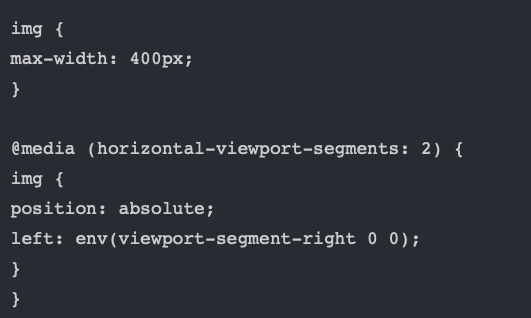 img {
max-width: 400px;
}
@media (horizontal-viewport-segments: 2) {
img {
position: absolute;
left: env(viewport-segment-right 0 0);
}
}